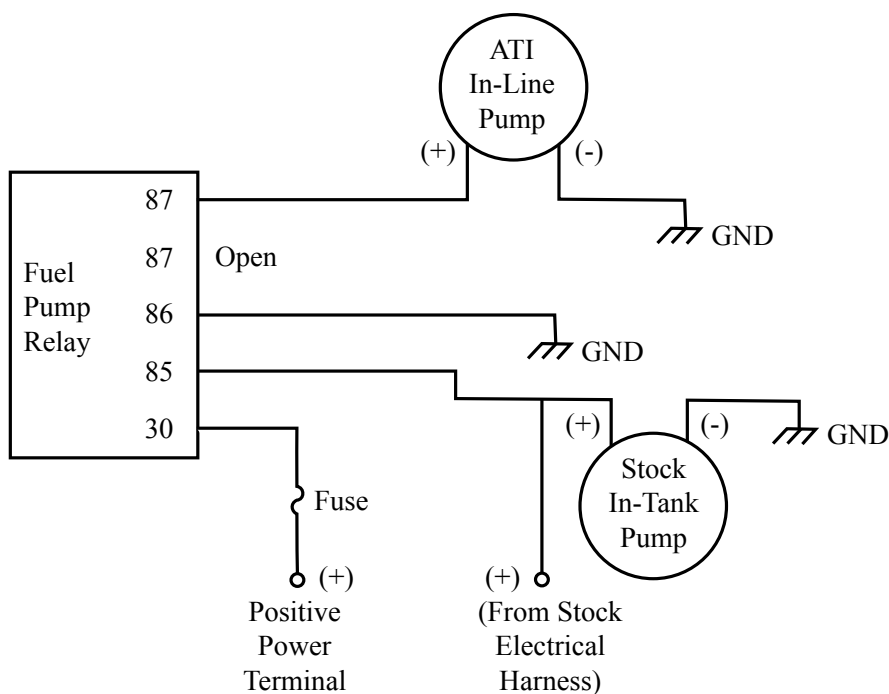 ATI
In-Line
Pump
(+)
(-)
87
GND
87
Open
Fuel
Pump
Relay
86
GND
85
30
(+)
(-)
GND
Stock
In-Tank
Pump
Fuse
(+)
Positive
Power
Terminal
(+)
(From Stock
Electrical
Harness)